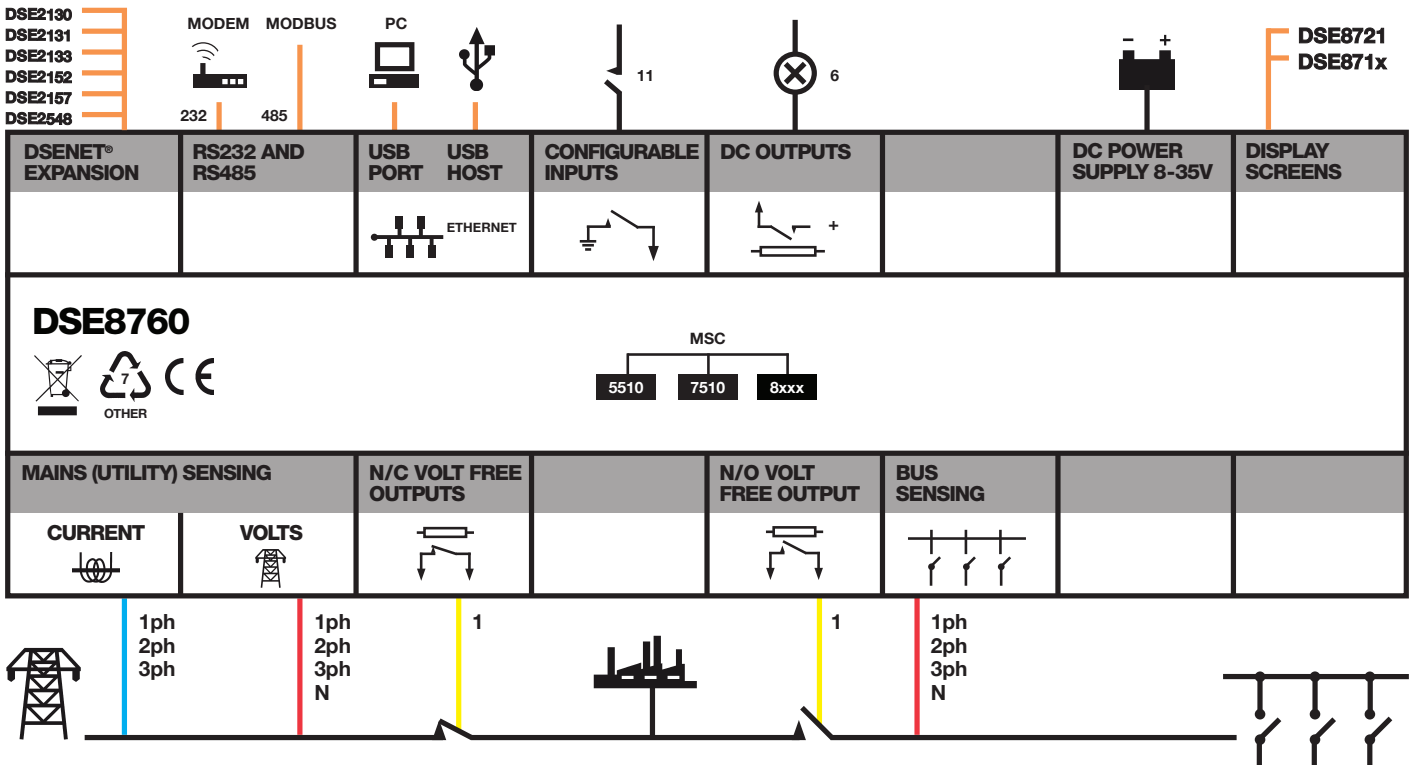 DSE2130
DSE2131
DSE2133
DSE2152
DSE2157
DSE2548
MODEM
MODBUS
PC
232
485
11
6
– +
DSE8721
DSE871x
DSENET®
EXPANSION
RS232 AND
RS485
USB
PORT
USB
HOST
CONFIGURABLE
INPUTS
DC OUTPUTS
DC POWER
SUPPLY 8-35V
DISPLAY
SCREENS
ETHERNET
+
DSE8760
7
OTHER
CE
MSC
5510
7510
8xxx
MAINS (UTILITY) SENSING
N/C VOLT FREE
OUTPUTS
N/O VOLT
FREE OUTPUT
BUS
SENSING
CURRENT
VOLTS
1ph
2ph
3ph
1ph
2ph
3ph
N
1
1
1ph
2ph
3ph
N